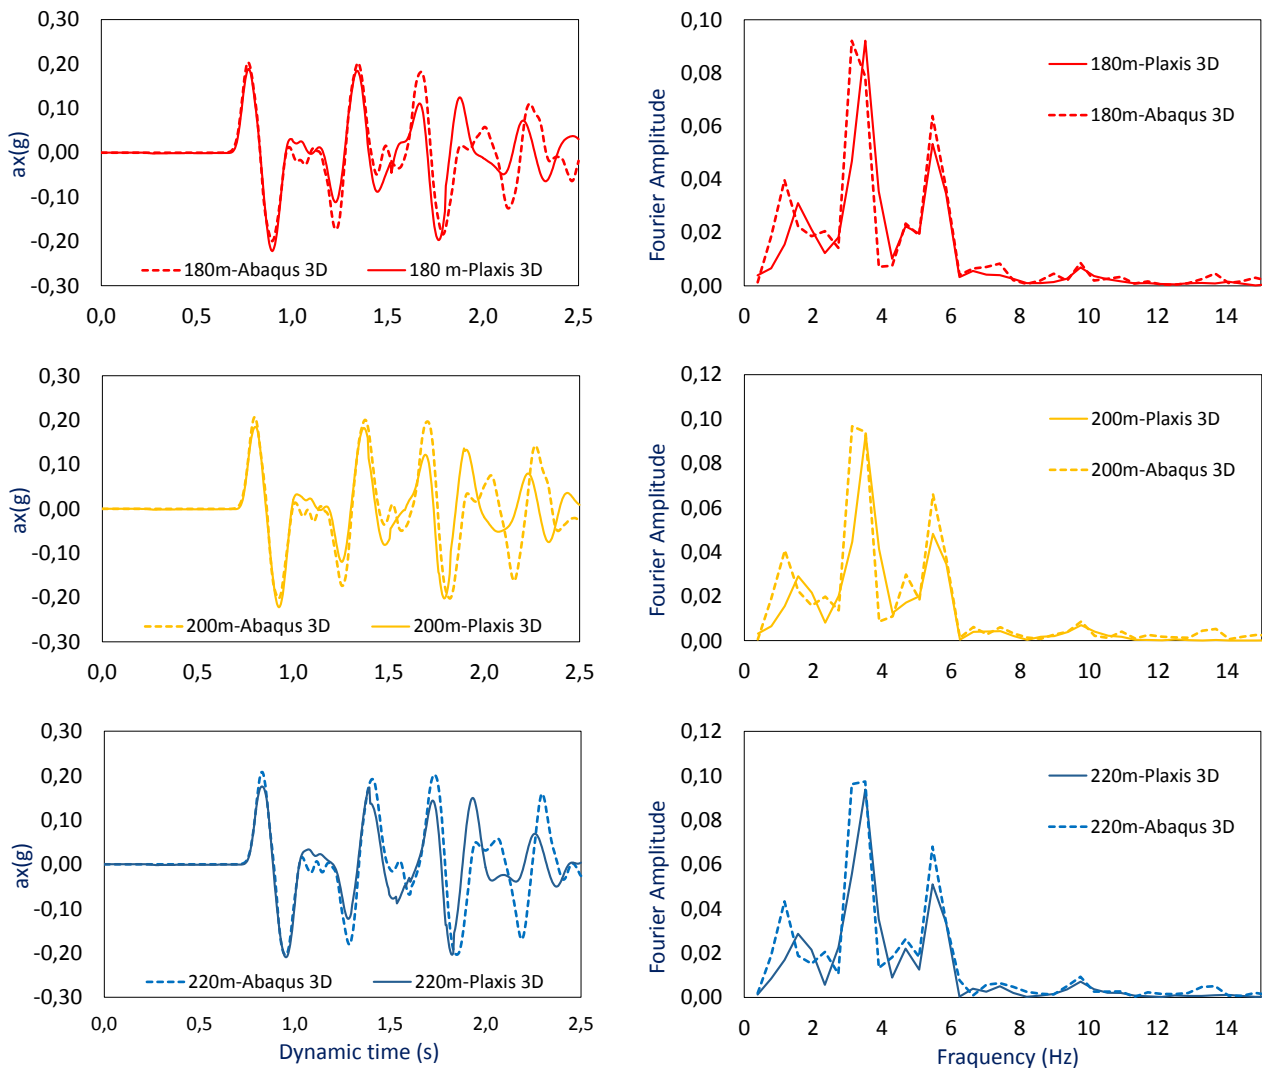 0,30
0,20
0,10
0,00
-0,10
-0,20
-0,30
ax(g)
180m-Abaqus 3D
180 m-Plaxis 3D
0,0 0,5 1,0 1,5 2,0 2,5
0,10
0,08
0,06
0,04
0,02
0,00
Fourier Amplitude
180m-Plaxis 3D
180m-Abaqus 3D
0 2 4 6 8 10 12 14
0,30
0,20
0,10
0,00
-0,10
-0,20
-0,30
ax(g)
200m-Abaqus 3D
200m-Plaxis 3D
0,0 0,5 1,0 1,5 2,0 2,5
0,12
0,10
0,08
0,06
0,04
0,02
0,00
Fourier Amplitude
200m-Plaxis 3D
200m-Abaqus 3D
0 2 4 6 8 10 12 14
0,30
0,20
0,10
0,00
-0,10
-0,20
-0,30
ax(g)
220m-Abaqus 3D
220m-Plaxis 3D
0,0 0,5 1,0 1,5 2,0 2,5
Dynamic time (s)
0,12
0,10
0,08
0,06
0,04
0,02
0,00
Fourier Amplitude
220m-Plaxis 3D
220m-Abaqus 3D
0 2 4 6 8 10 12 14
Fraquency (Hz)